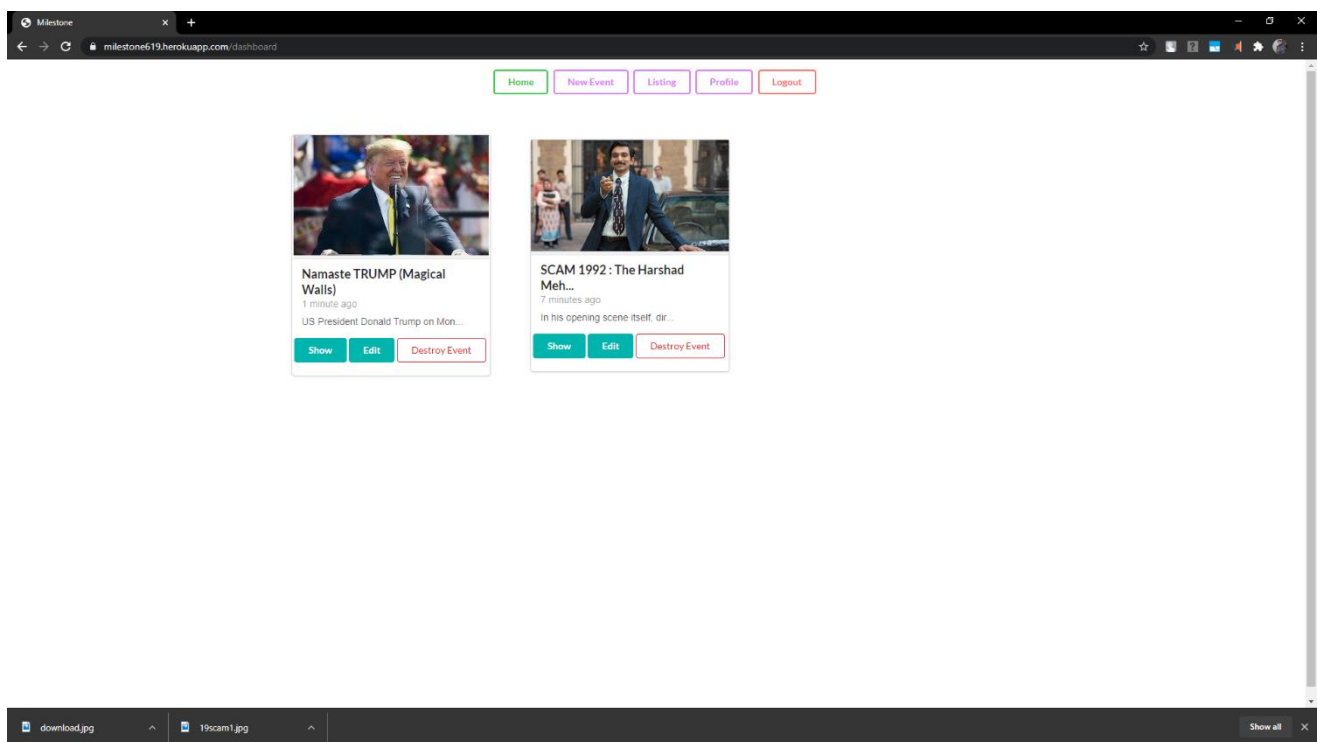 Milestone
milestone619.herokuapp.com/dashboard
Home New Event Listing Profile Logout
Namaste TRUMP (Magical
Walls)
1 minute ago
US President Donald Trump on Mon...
Show Edit Destroy Event
SCAM 1992 : The Harshad
Meh...
7 minutes ago
In his opening scene itself, dir...
Show Edit Destroy Event
download.jpg 19scam1.jpg Show all